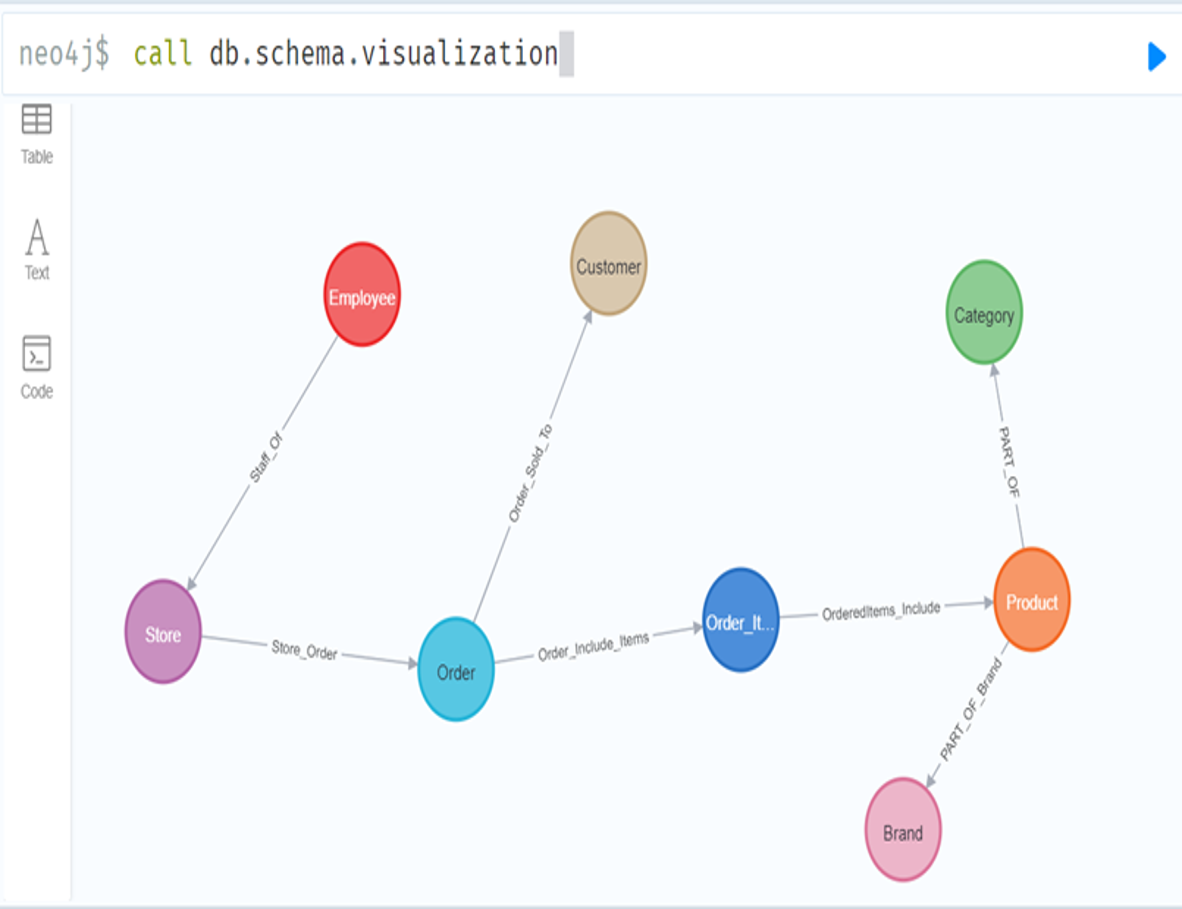 neo4j$ call db.schema.visualization
Table
Text
Code
Employee
Customer
Category
Staff_Of
Order_Sold_To
PART_OF
Store
Store_Order
Order
Order_Include_Items
Order_It...
OrderedItems_Include
Product
PART_OF_Brand
Brand